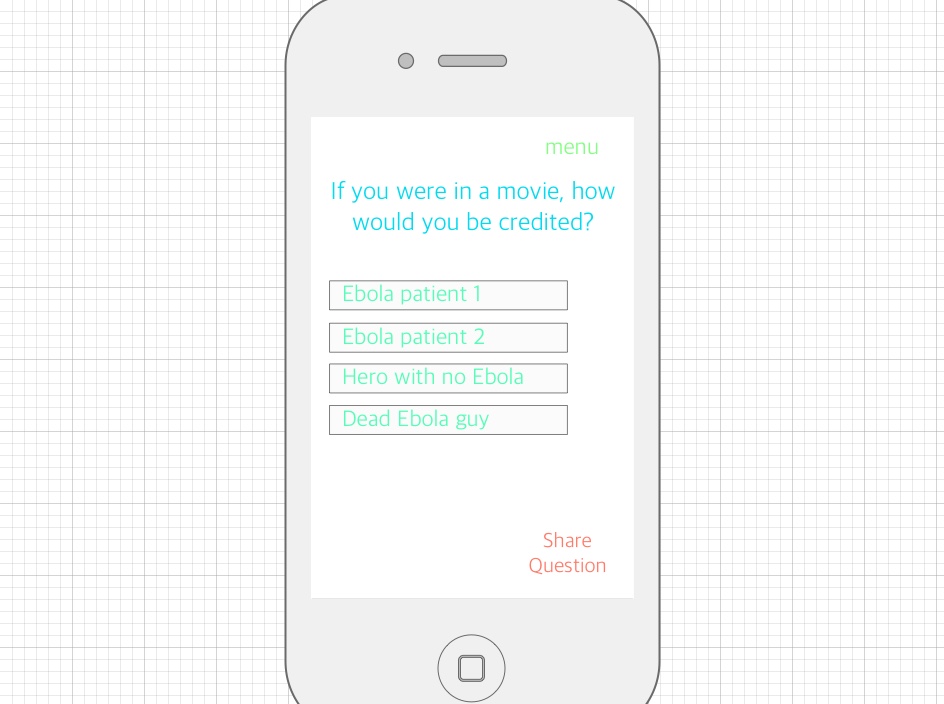 menu
If you were in a movie, how
would you be credited?
Ebola patient 1
Ebola patient 2
Hero with no Ebola
Dead Ebola guy
Share
Question